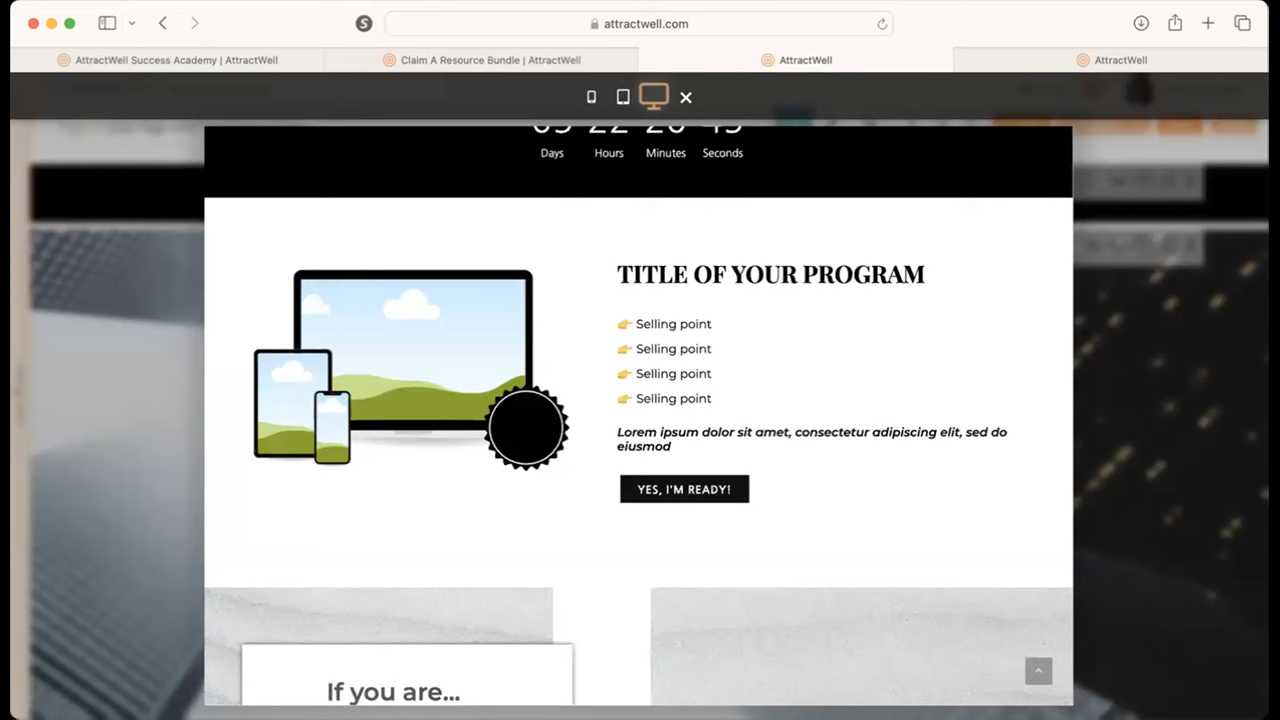 attractwell.com
AttractWell Success Academy | AttractWell
Claim A Resource Bundle | AttractWell
AttractWell
AttractWell
Days Hours Minutes Seconds
TITLE OF YOUR PROGRAM
👉 Selling point
👉 Selling point
👉 Selling point
👉 Selling point
Lorem ipsum dolor sit amet, consectetur adipiscing elit, sed do
eiusmod
YES, I'M READY!
If you are...